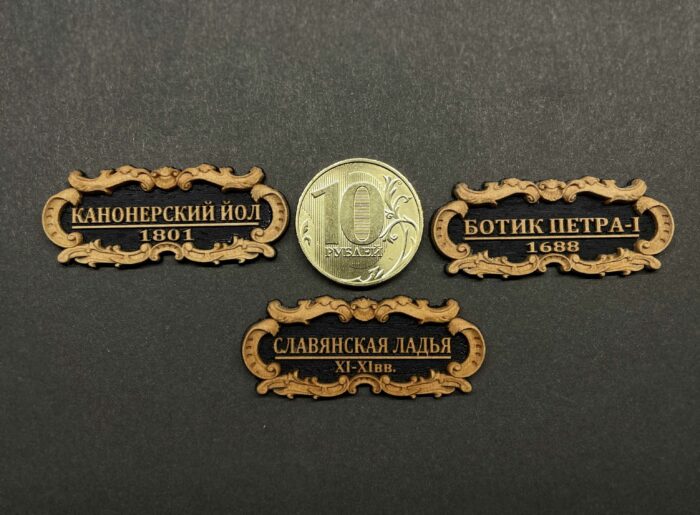 КАНОНЕРСКИЙ ЙОЛ
1801
10
РУБЛЕЙ
БОТИК ПЕТРА-I
1688
СЛАВЯНСКАЯ ЛАДЬЯ
XI-XIвв.